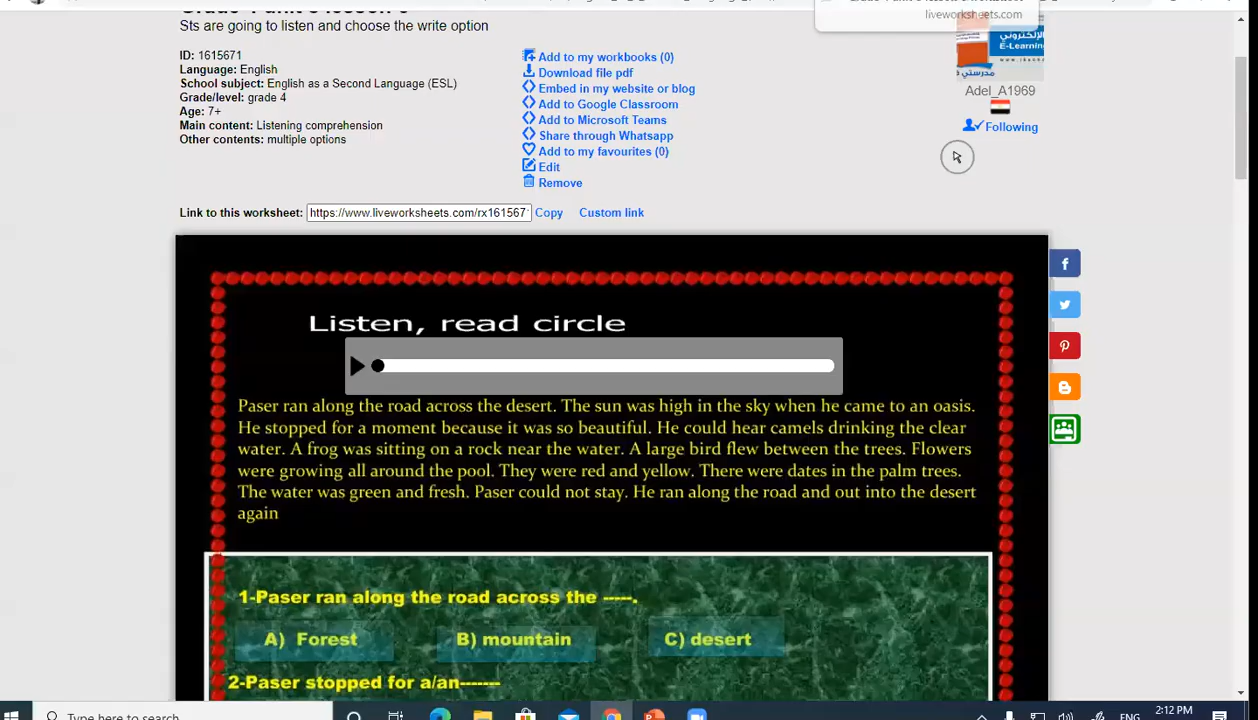 liveworksheets.com
Sts are going to listen and choose the write option
ID: 1615671
Language: English
School subject: English as a Second Language (ESL)
Grade/level: grade 4
Age: 7+
Main content: Listening comprehension
Other contents: multiple options
Add to my workbooks (0)
Download file pdf
Embed in my website or blog
Add to Google Classroom
Add to Microsoft Teams
Share through Whatsapp
Add to my favourites (0)
Edit
Remove
الإلكتروني
E-Learning
مدرستي
Adel_A1969
Following
Link to this worksheet: https://www.liveworksheets.com/rx161567 Copy Custom link
Listen, read circle
Paser ran along the road across the desert. The sun was high in the sky when he came to an oasis.
He stopped for a moment because it was so beautiful. He could hear camels drinking the clear
water. A frog was sitting on a rock near the water. A large bird flew between the trees. Flowers
were growing all around the pool. They were red and yellow. There were dates in the palm trees.
The water was green and fresh. Paser could not stay. He ran along the road and out into the desert
again
1-Paser ran along the road across the -----.
A) Forest B) mountain C) desert
2-Paser stopped for a/an-------
Type here to search
ENG
2:12 PM